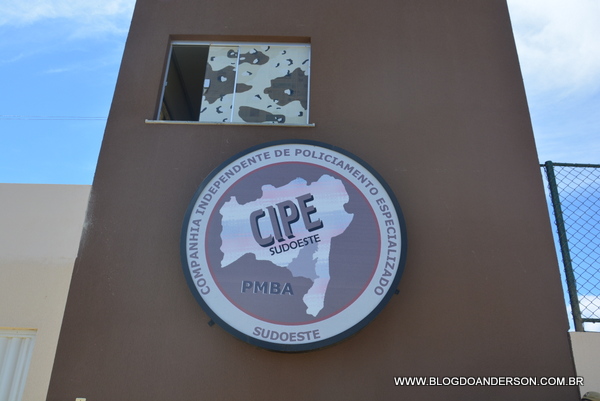 COMPANHIA INDEPENDENTE DE POLICIAMENTO ESPECIALIZADO
CIPE
SUDOESTE
PMBA
SUDOESTE
WWW.BLOGDOANDERSON.COM.BR